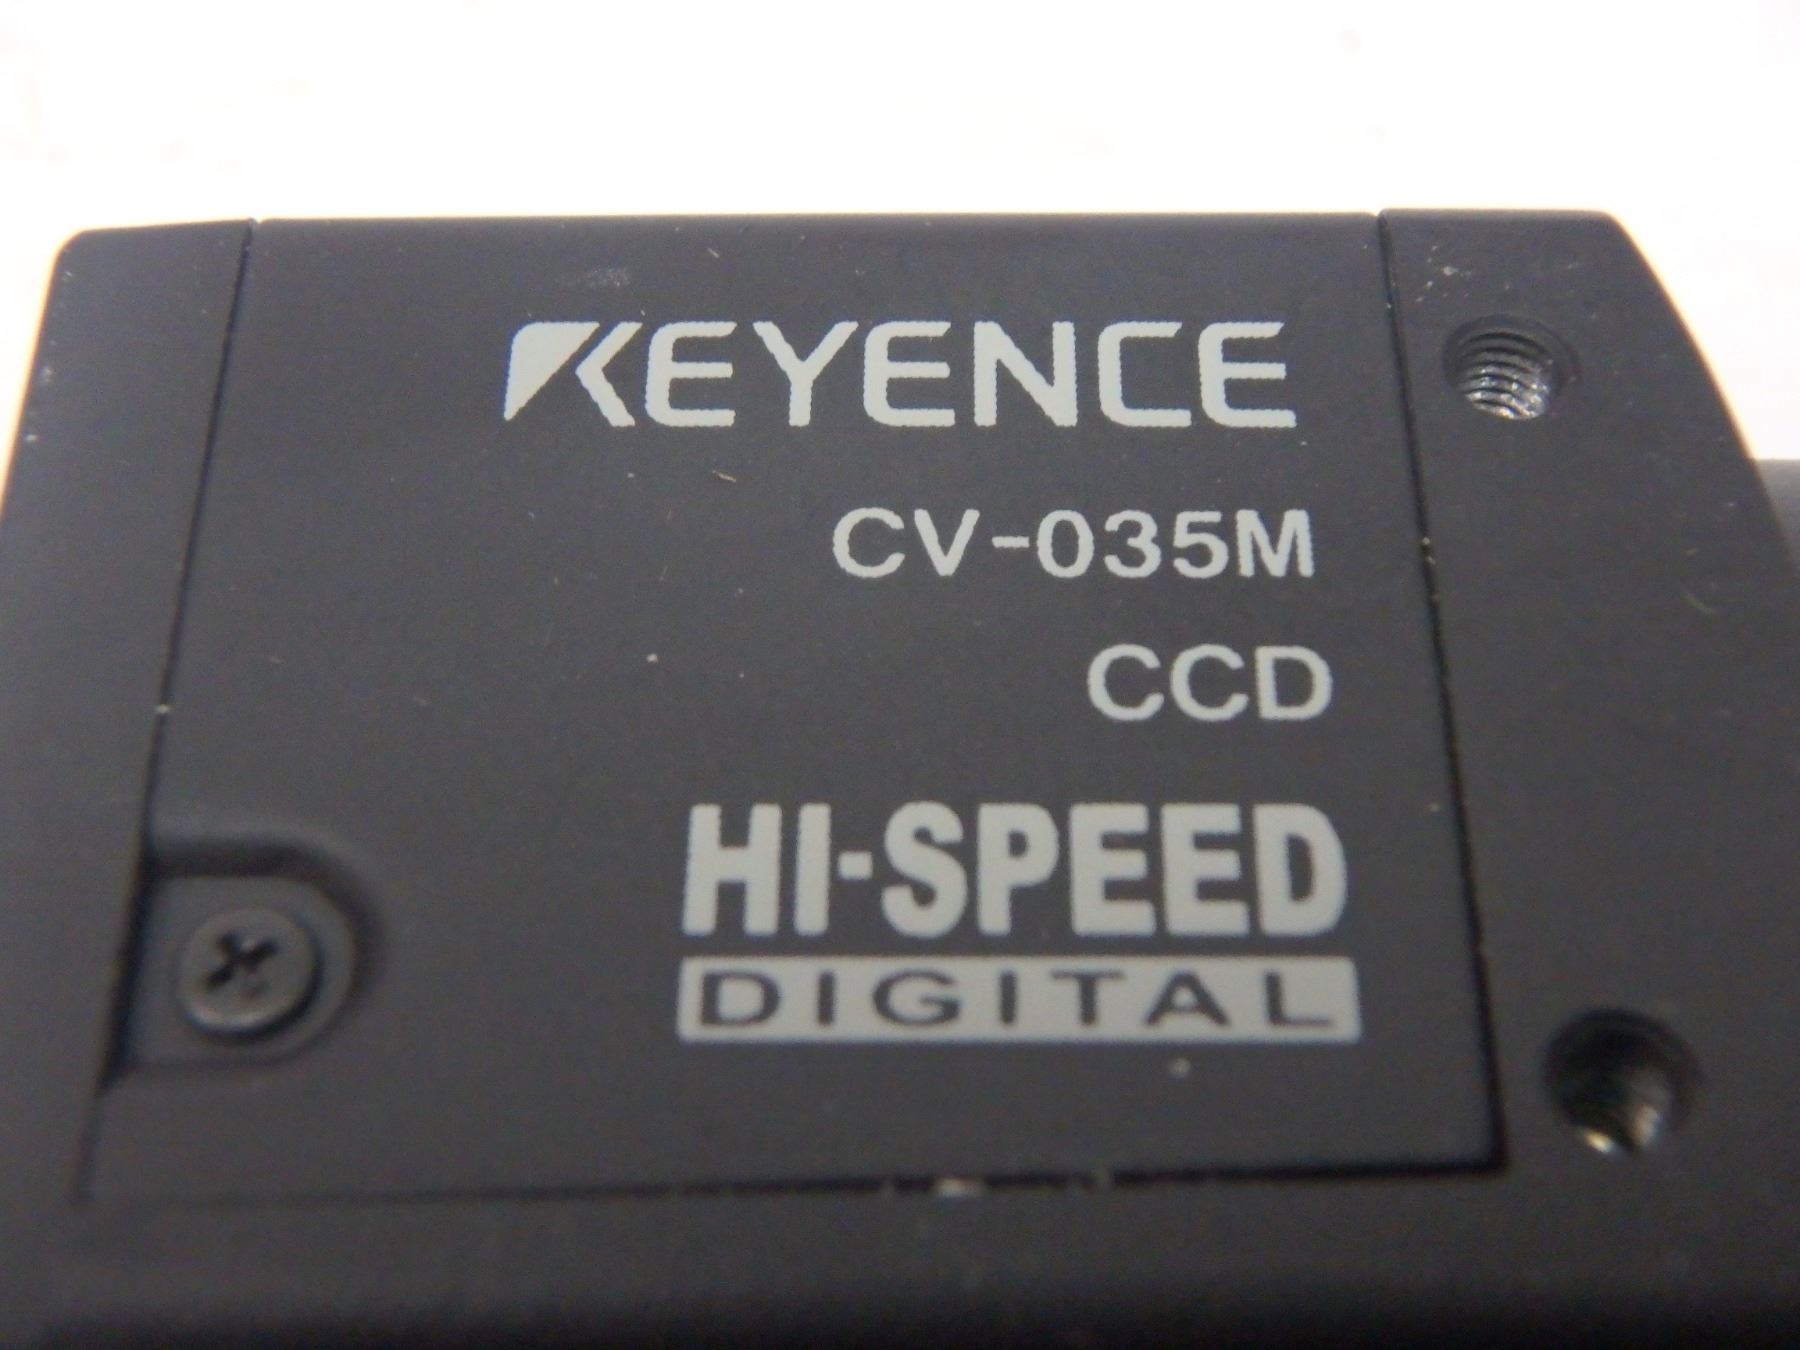 KEYENCE
CV-035M
CCD
HI-SPEED
DIGITAL